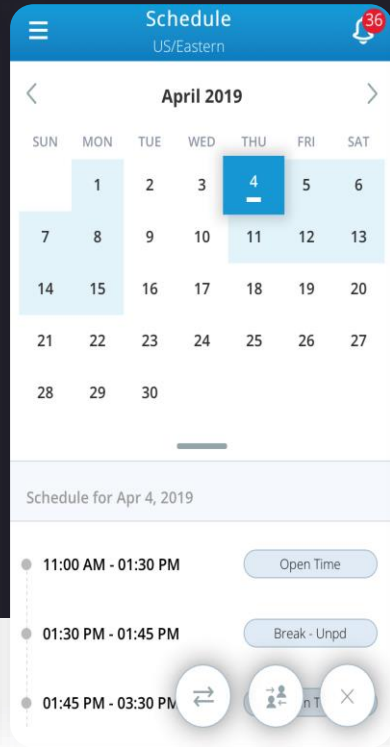 Schedule
36
US/Eastern
April 2019
SUN MON TUE WED THU FRI SAT
1 2 3 4 5 6
7 8 9 10 11 12 13
14 15 16 17 18 19 20
21 22 23 24 25 26 27
28 29 30
Schedule for Apr 4, 2019
11:00 AM - 01:30 PM Open Time
01:30 PM - 01:45 PM Break - Unpd
01:45 PM - 03:30 PM